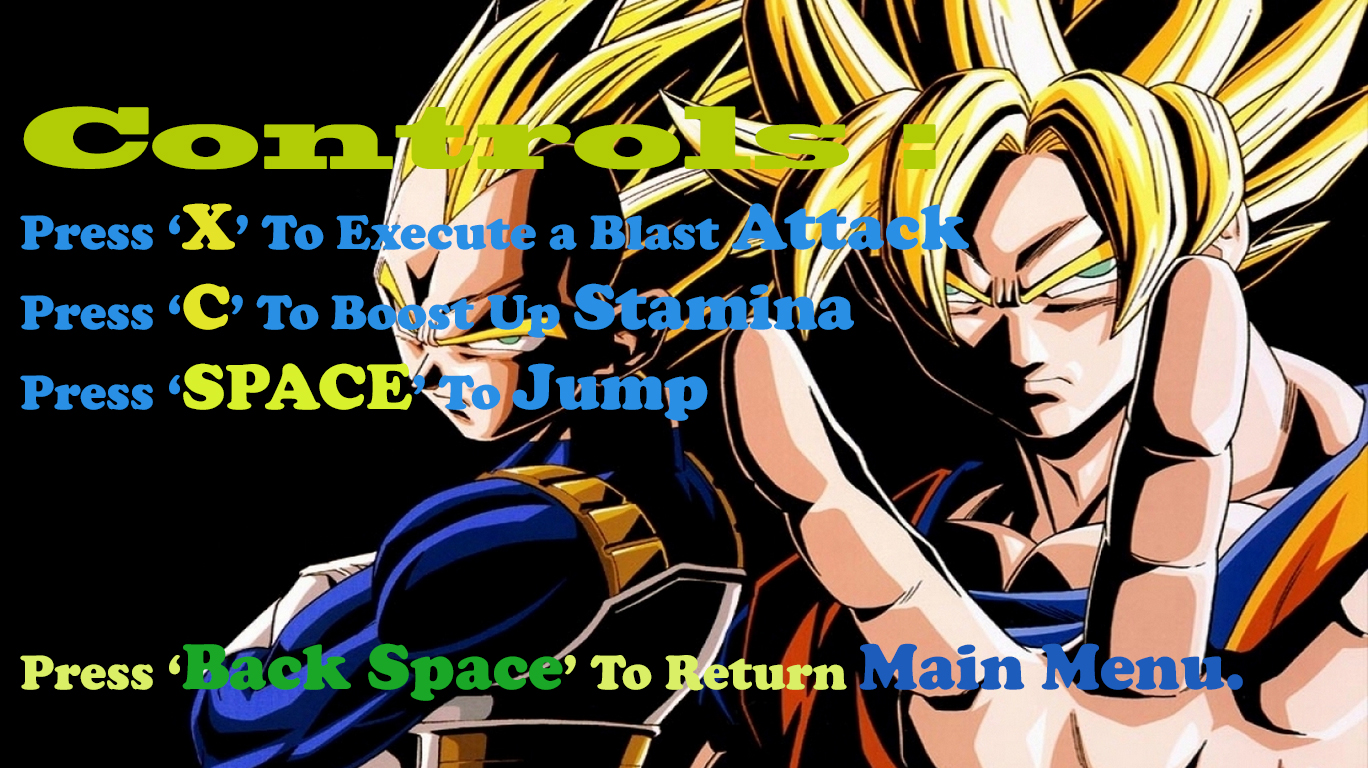 Controls :
Press ‘X’ To Execute a Blast Attack
Press ‘C’ To Boost Up Stamina
Press ‘SPACE’ To Jump
Press ‘Back Space’ To Return Main Menu.